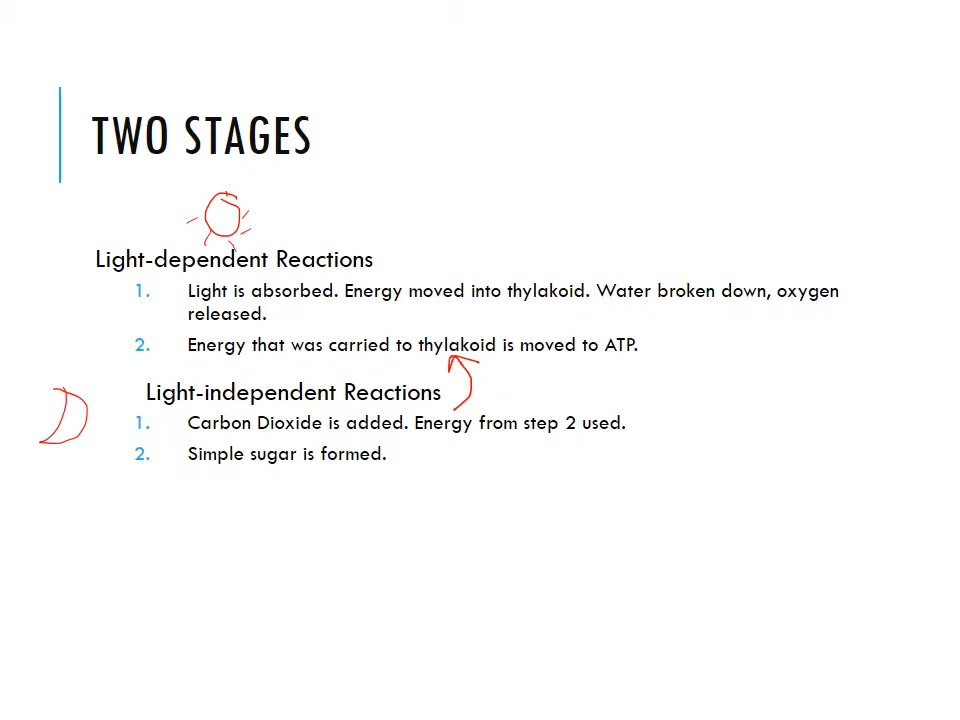 TWO STAGES
Light-dependent Reactions
1. Light is absorbed. Energy moved into thylakoid. Water broken down, oxygen
released.
2. Energy that was carried to thylakoid is moved to ATP.
Light-independent Reactions
1. Carbon Dioxide is added. Energy from step 2 used.
2. Simple sugar is formed.